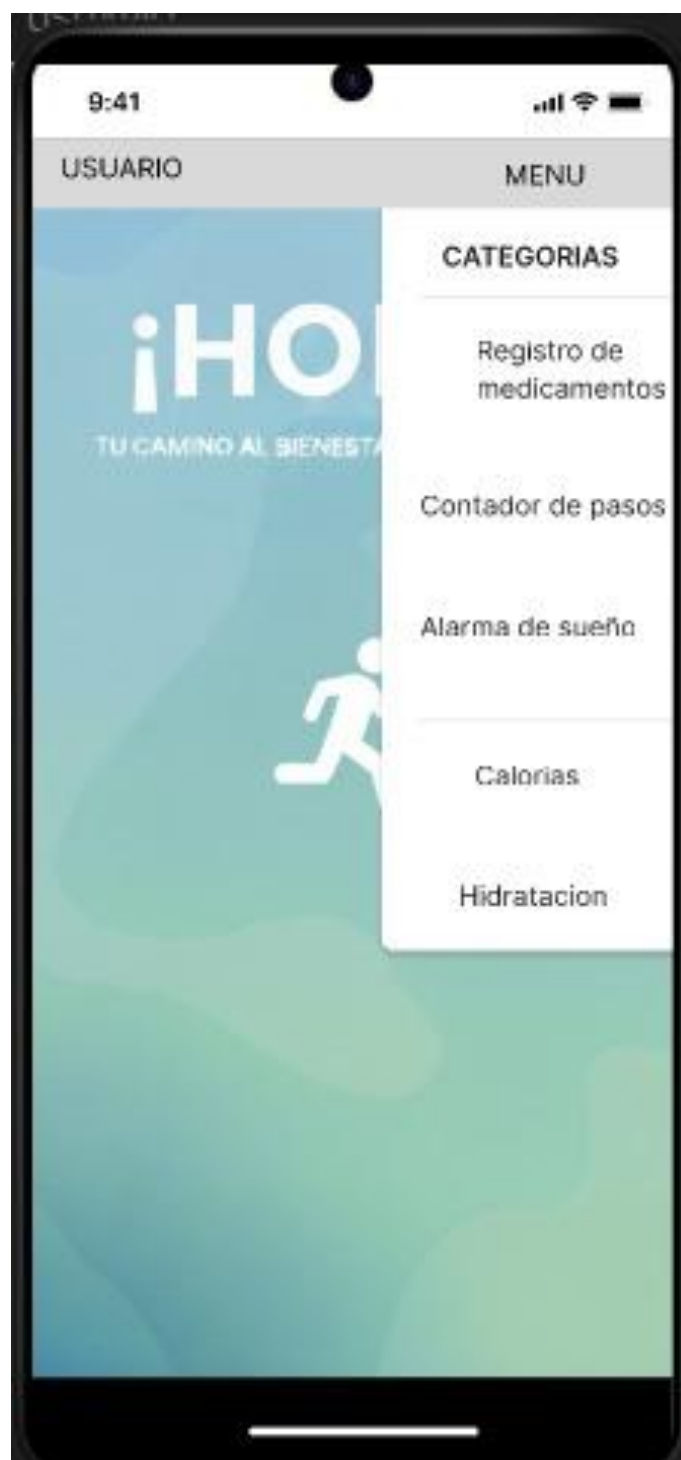 9:41
USUARIO
MENU
CATEGORIAS
¡HO
Registro de
medicamentos
TU CAMINO AL
Contador de pasos
Alarma de sueño
Calorias
Hidratacion